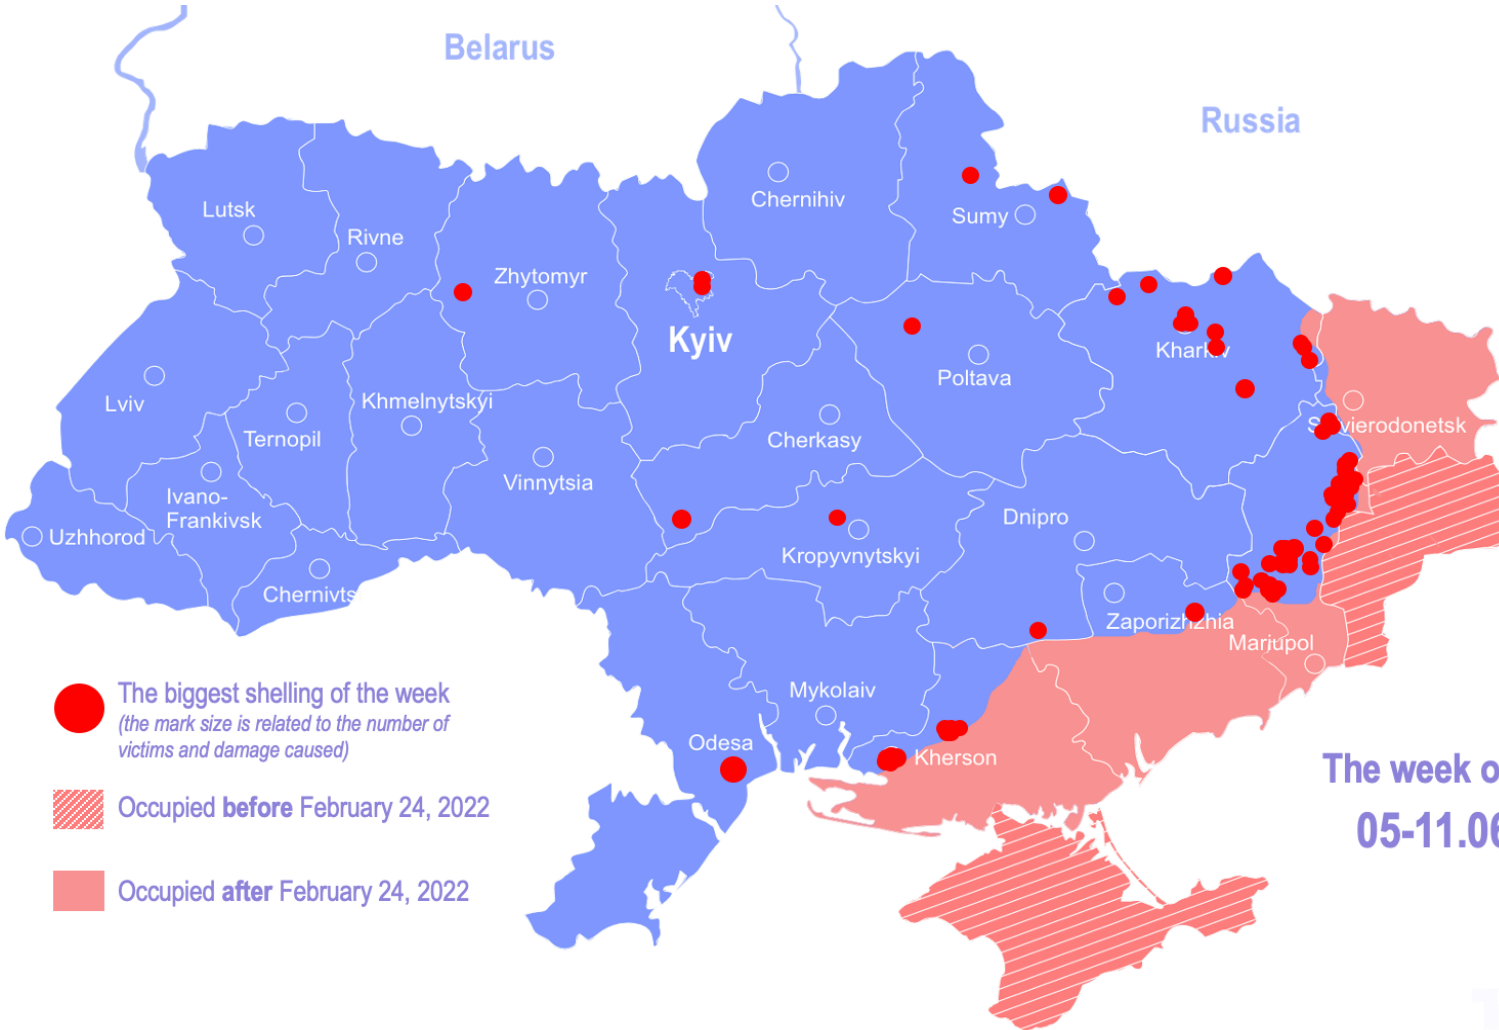 Belarus
Russia
Chernihiv
Lutsk
Sumy
Rivne
Zhytomyr
Kyiv
Kharkiv
Poltava
Lviv
Khmelnytskyi
Ternopil
Cherkasy
Vinnytsia
Ivano-
Frankivsk
Uzhhorod
Dnipro
Kropyvnytskyi
Chernivts
Zaporizhzhia
Mariupol
Mykolaiv
Odesa
Kherson
The biggest shelling of the week
(the mark size is related to the number of
victims and damage caused)
Occupied before February 24, 2022
Occupied after February 24, 2022
The week o
05-11.06